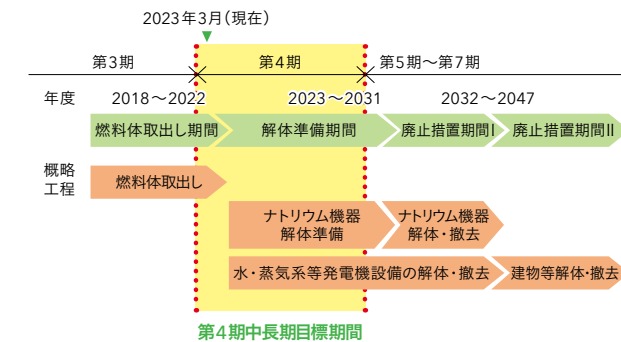 2023年3月(現在)
第3期
第4期
第5期～第7期
年度
2018～2022
2023～2031
2032～2047
燃料体取出し期間
解体準備期間
廃止措置期間Ⅰ
廃止措置期間Ⅱ
概略
工程
燃料体取出し
ナトリウム機器
解体準備
ナトリウム機器
解体・撤去
水・蒸気系等発電機設備の解体・撤去
建物等解体・撤去
第4期中長期目標期間